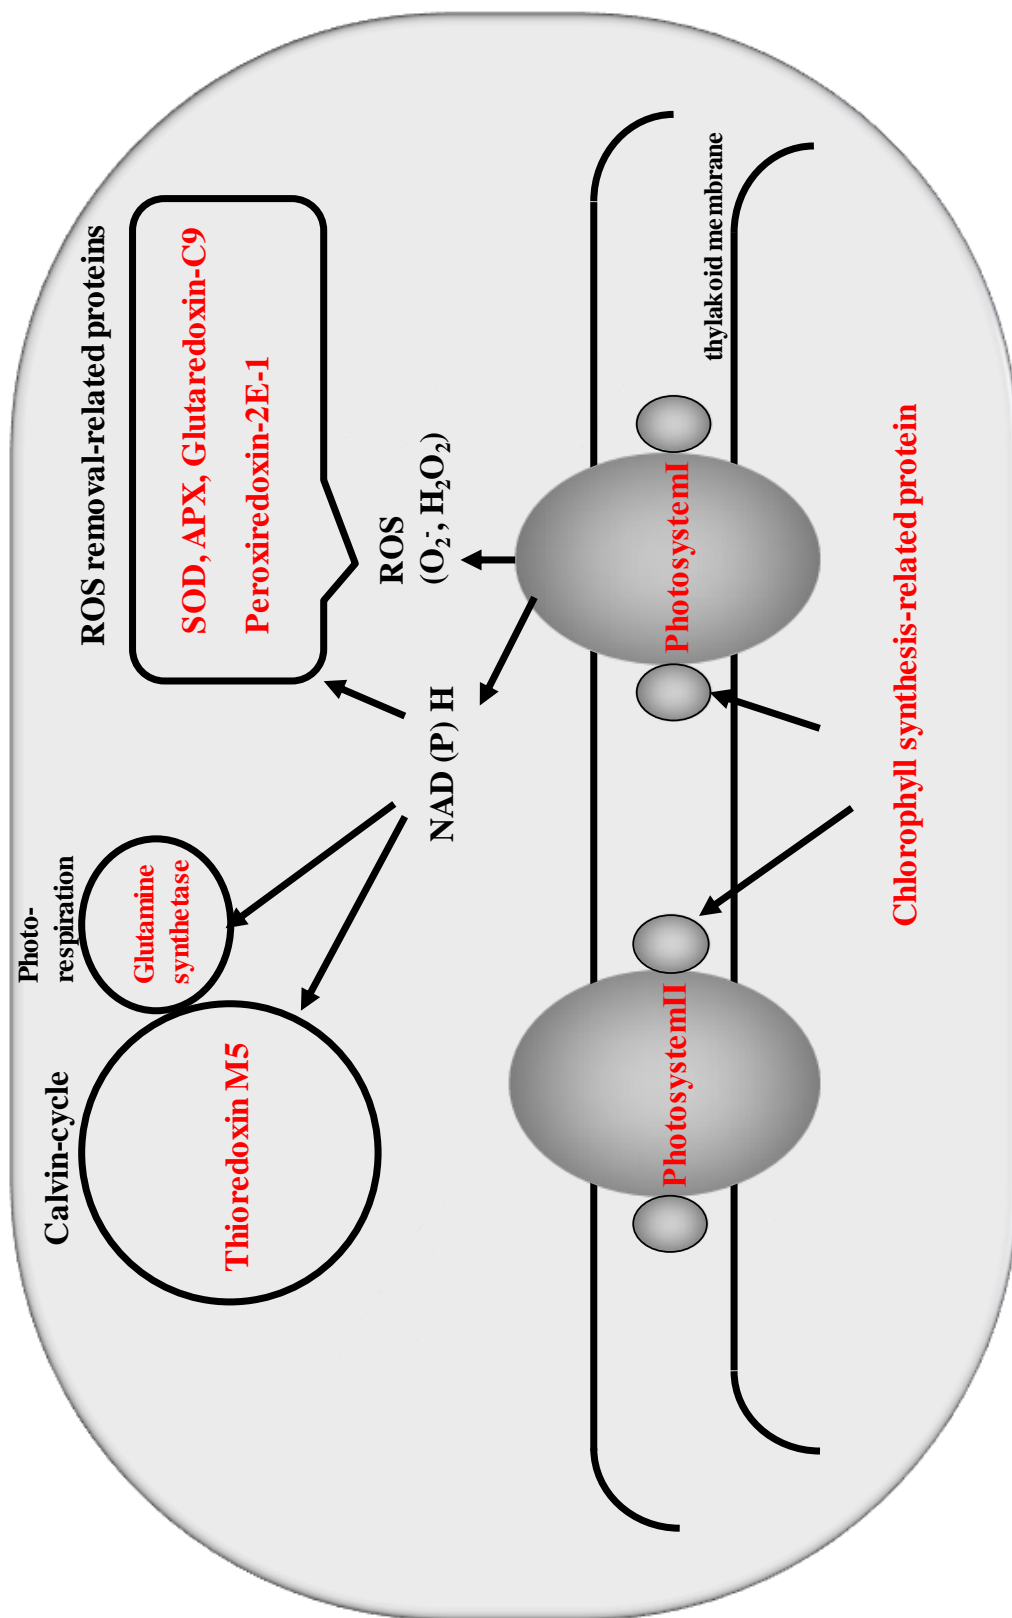 Calvin-cycle
Photo-
respiration
ROS removal-related proteins
Thioredoxin M5
Glutamine
synthetase
SOD, APX, Glutaredoxin-C9
Peroxiredoxin-2E-1
ROS
(O₂⁻, H₂O₂)
NAD (P) H
PhotosystemII
PhotosystemI
thylakoid membrane
Chlorophyll synthesis-related protein